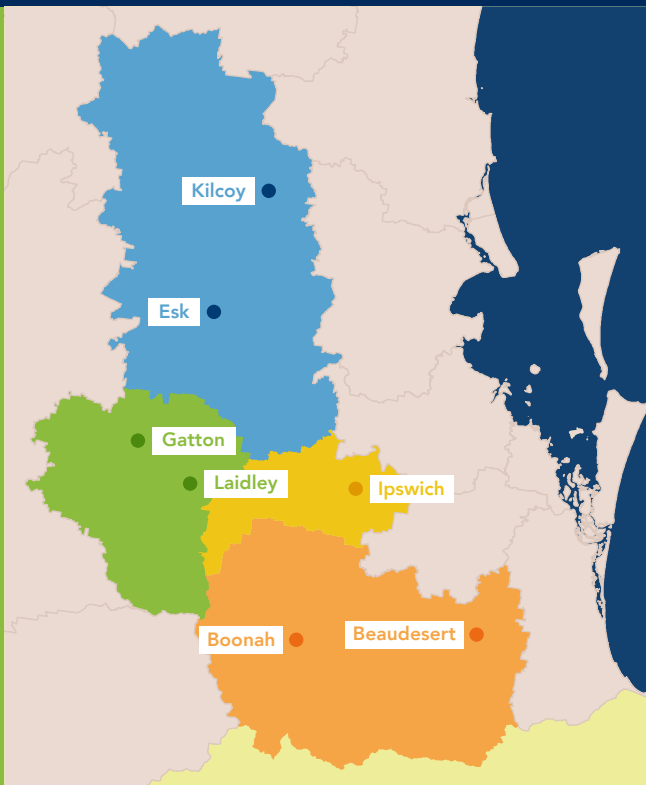 Kilcoy
Esk
Gatton
Laidley
Ipswich
Boonah
Beaudesert